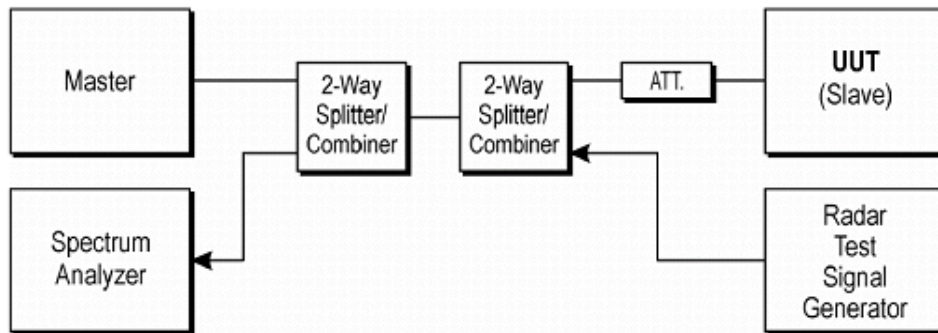 Master
2-Way
Splitter/
Combiner
2-Way
Splitter/
Combiner
ATT.
UUT
(Slave)
Spectrum
Analyzer
Radar
Test
Signal
Generator